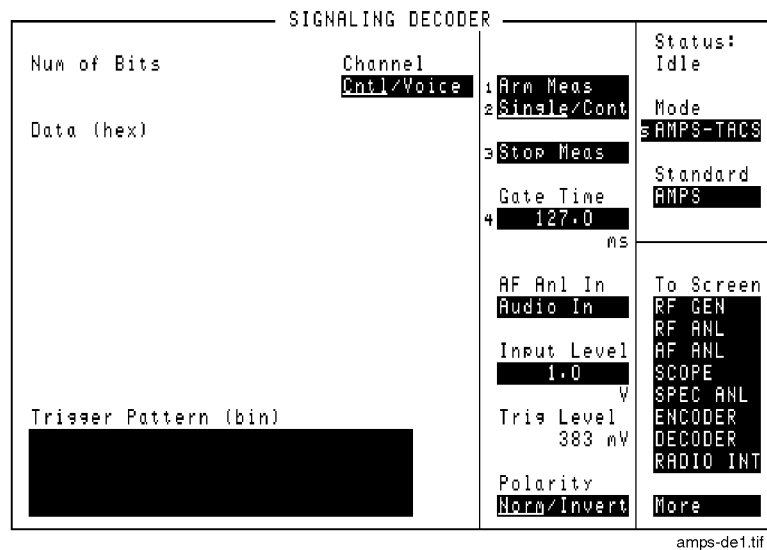 SIGNALING DECODER
Num of Bits
Channel
Cntl/Voice
Data (hex)
Trigger Pattern (bin)
1 Arm Meas
2 Single/Cont
3 Stop Meas
Gate Time
4 127.0
ms
AF Anl In
Audio In
Input Level
1.0
V
Trig Level
383 mV
Polarity
Norm/Invert
Status:
Idle
Mode
5 AMPS-TACS
Standard
AMPS
To Screen
RF GEN
RF ANL
AF ANL
SCOPE
SPEC ANL
ENCODER
DECODER
RADIO INT
More
amps-de1.tif